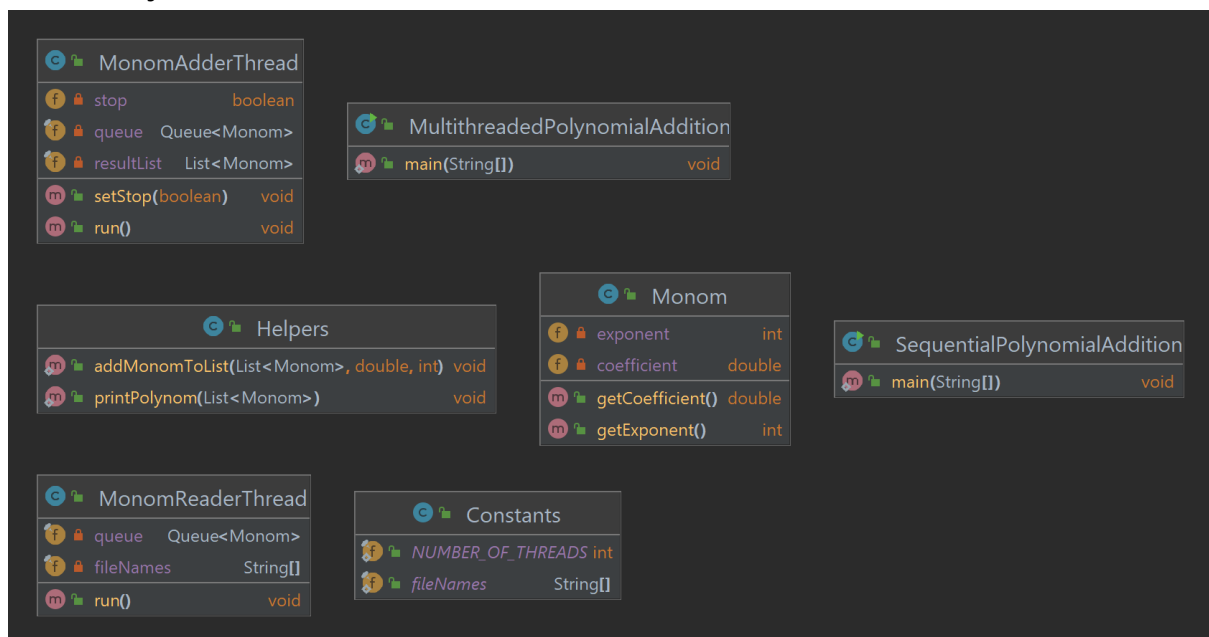 MonomAdderThread
stop boolean
queue Queue<Monom>
resultList List<Monom>
setStop(boolean) void
run() void
MultithreadedPolynomialAddition
main(String[]) void
Helpers
addMonomToList(List<Monom>, double, int) void
printPolynom(List<Monom>) void
Monom
exponent int
coefficient double
getCoefficient() double
getExponent() int
SequentialPolynomialAddition
main(String[]) void
MonomReaderThread
queue Queue<Monom>
fileNames String[]
run() void
Constants
NUMBER_OF_THREADS int
fileNames String[]